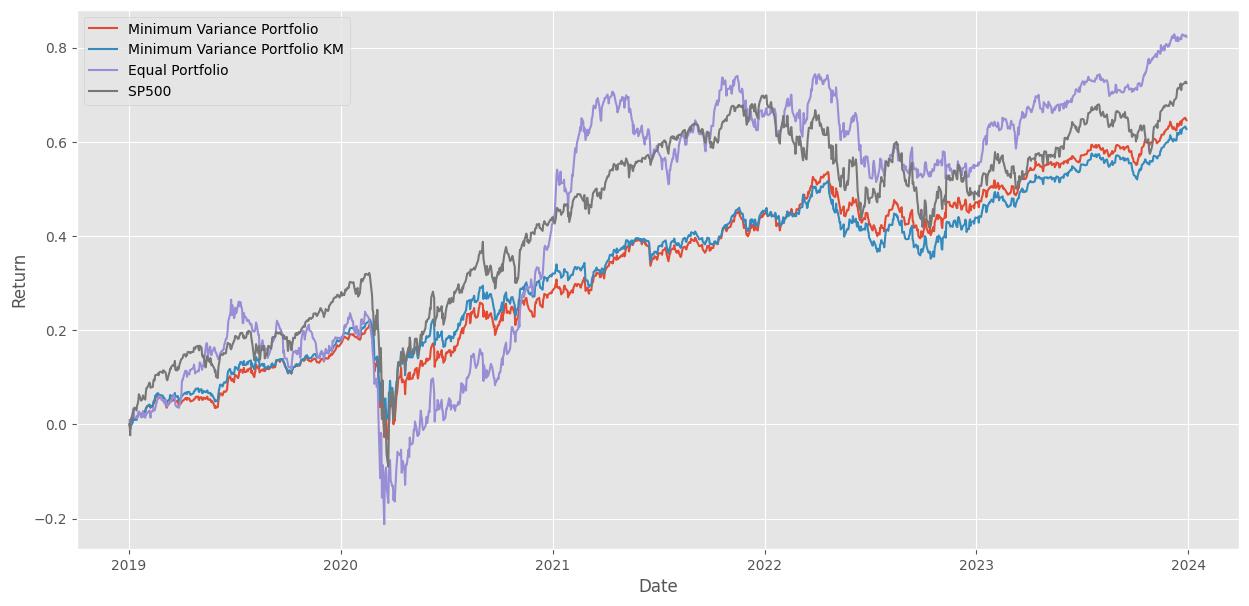 Minimum Variance Portfolio
Minimum Variance Portfolio KM
Equal Portfolio
SP500
Return
0.8
0.6
0.4
0.2
0.0
−0.2
2019 2020 2021 2022 2023 2024
Date